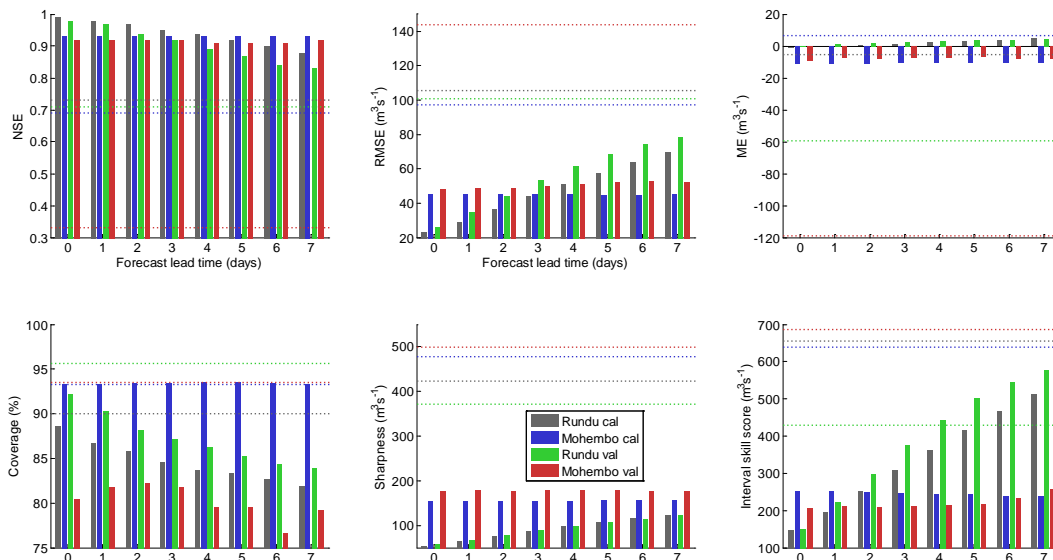 1
0.9
0.8
0.7
0.6
0.5
0.4
0.3
NSE
0 1 2 3 4 5 6 7
Forecast lead time (days)
140
120
100
80
60
40
20
RMSE (m³s⁻¹)
0 1 2 3 4 5 6 7
Forecast lead time (days)
20
0
-20
-40
-60
-80
-100
-120
ME (m³s⁻¹)
0 1 2 3 4 5 6 7
100
95
90
85
80
75
Coverage (%)
0 1 2 3 4 5 6 7
500
400
300
200
100
Sharpness (m³s⁻¹)
Rundu cal
Mohembo cal
Rundu val
Mohembo val
0 1 2 3 4 5 6 7
700
600
500
400
300
200
100
Interval skill score (m³s⁻¹)
0 1 2 3 4 5 6 7